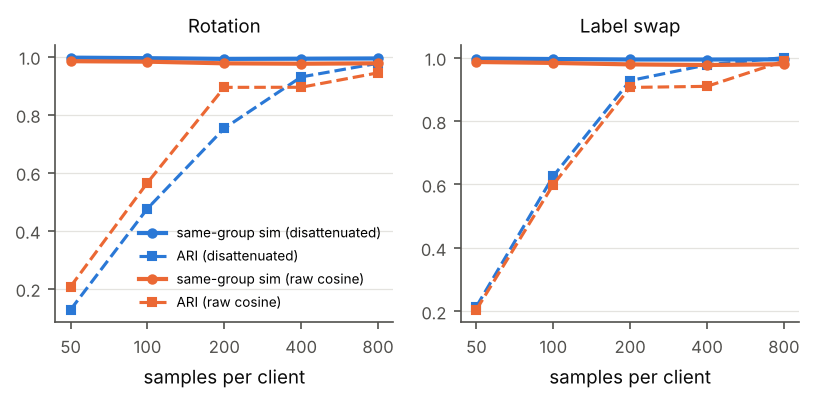 Rotation
1.0
0.8
0.6
0.4
0.2
same-group sim (disattenuated)
ARI (disattenuated)
same-group sim (raw cosine)
ARI (raw cosine)
50 100 200 400 800
samples per client
Label swap
1.0
0.8
0.6
0.4
0.2
50 100 200 400 800
samples per client